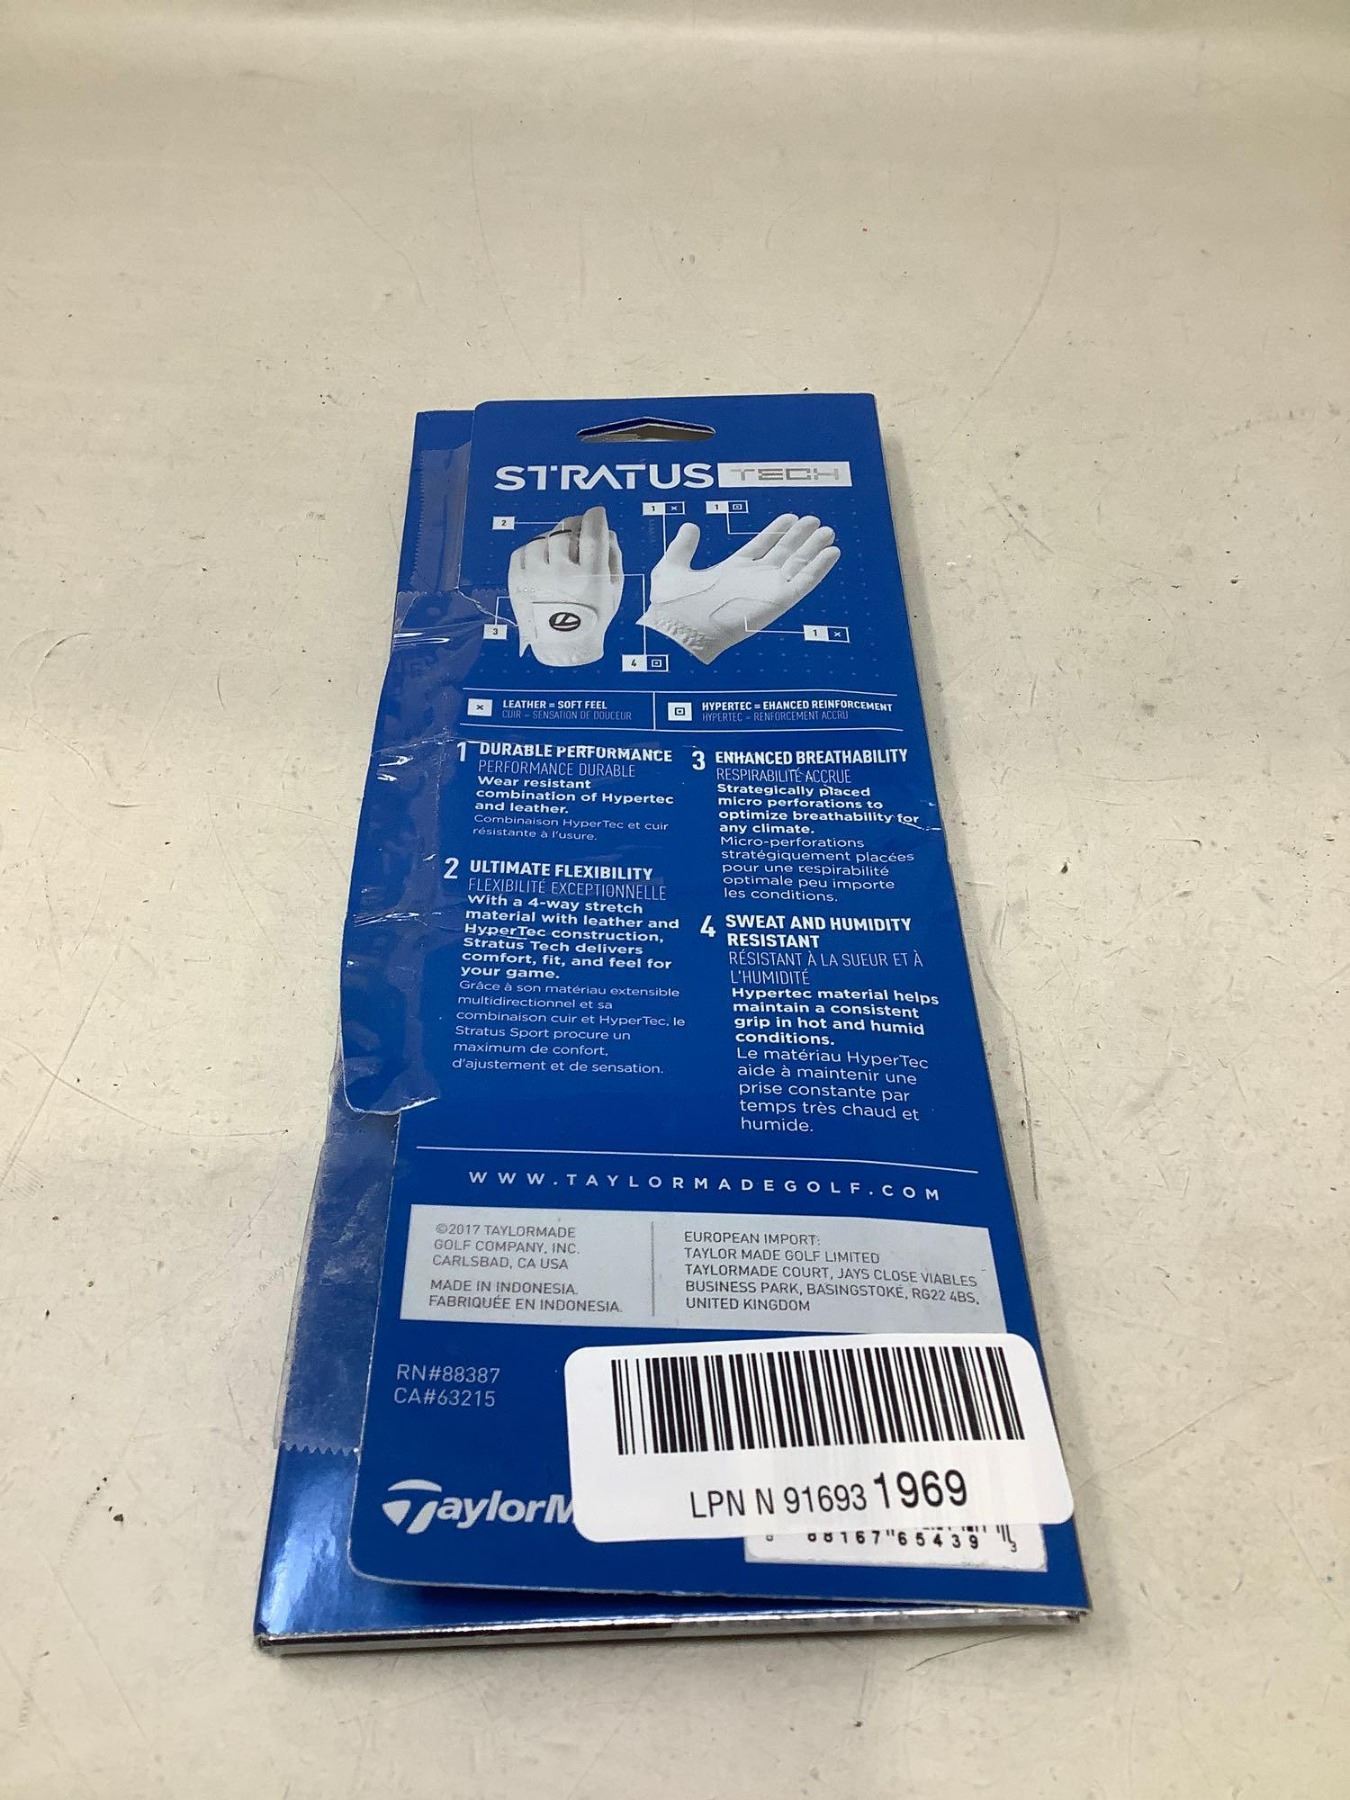 STRATUS TECH
2
1
1
3
1
4
LEATHER = SOFT FEEL
CUIR = SENSATION DE DOUCEUR
HYPERTEC = EHANCED REINFORCEMENT
HYPERTEC = RENFORCEMENT ACCRU
1 DURABLE PERFORMANCE
PERFORMANCE DURABLE
Wear resistant
combination of Hypertec
and leather.
Combinaison HyperTec et cuir
résistante à l'usure.
2 ULTIMATE FLEXIBILITY
FLEXIBILITÉ EXCEPTIONNELLE
With a 4-way stretch
material with leather and
HyperTec construction,
Stratus Tech delivers
comfort, fit, and feel for
your game.
Grâce à son matériau extensible
multidirectionnel et sa
combinaison cuir et HyperTec, le
Stratus Sport procure un
maximum de confort,
d'ajustement et de sensation.
3 ENHANCED BREATHABILITY
RESPIRABILITÉ ACCRUE
Strategically placed
micro perforations to
optimize breathability for
any climate.
Micro-perforations
stratégiquement placées
pour une respirabilité
optimale peu importe
les conditions.
4 SWEAT AND HUMIDITY
RESISTANT
RÉSISTANT À LA SUEUR ET À
L'HUMIDITÉ
Hypertec material helps
maintain a consistent
grip in hot and humid
conditions.
Le matériau HyperTec
aide à maintenir une
prise constante par
temps très chaud et
humide.
WWW.TAYLORMADEGOLF.COM
©2017 TAYLORMADE
GOLF COMPANY, INC.
CARLSBAD, CA USA
MADE IN INDONESIA.
FABRIQUÉE EN INDONESIA.
EUROPEAN IMPORT:
TAYLOR MADE GOLF LIMITED
TAYLORMADE COURT, JAYS CLOSE VIABLES
BUSINESS PARK, BASINGSTOKE, RG22 4BS,
UNITED KINGDOM
RN#88387
CA#63215
TaylorM
LPN N 91693 1969
88167 65439 3